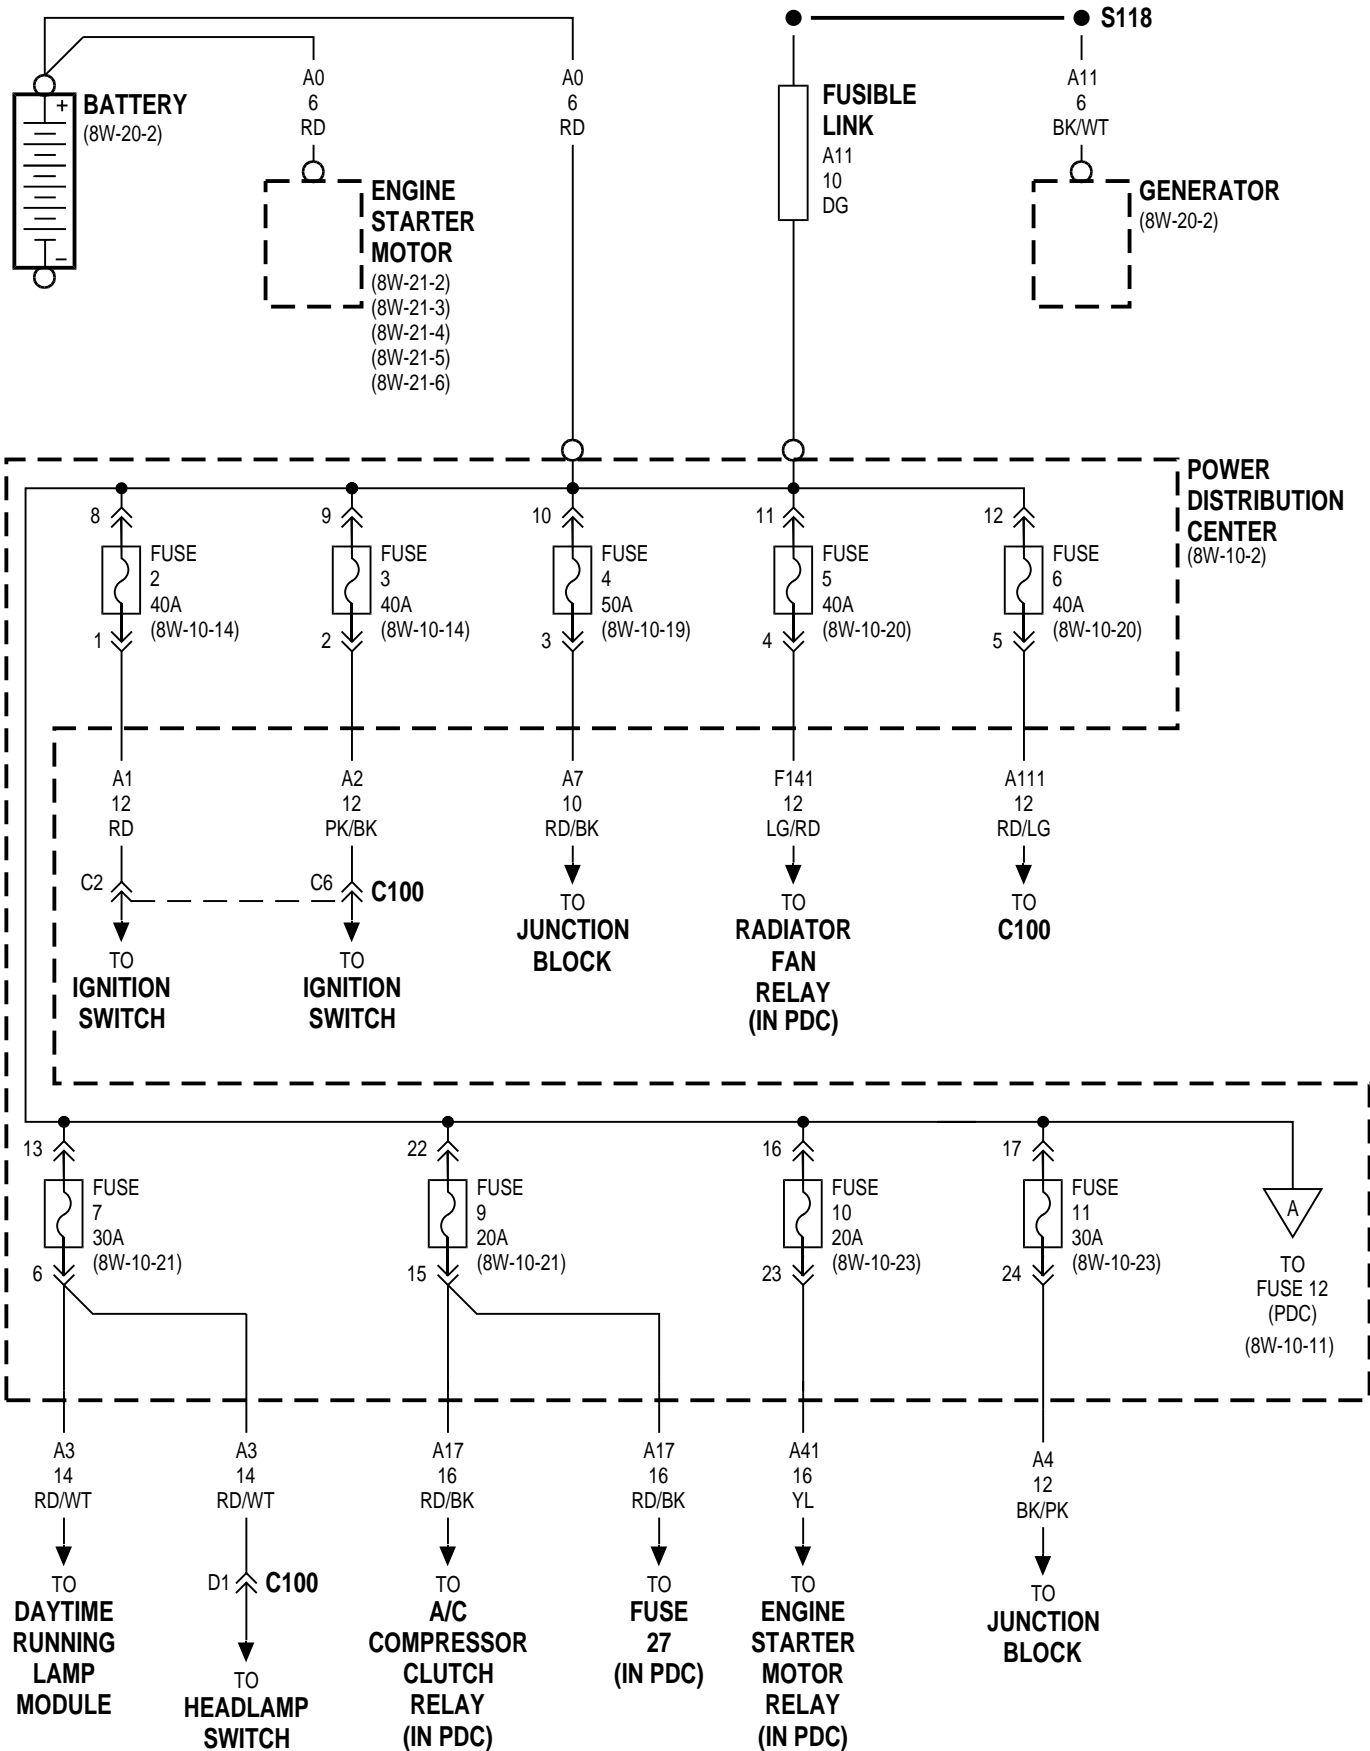 S118
A0
6
RD
A0
6
RD
A11
6
BK/WT
+
BATTERY
(8W-20-2)
−
FUSIBLE
LINK
A11
10
DG
ENGINE
STARTER
MOTOR
(8W-21-2)
(8W-21-3)
(8W-21-4)
(8W-21-5)
(8W-21-6)
GENERATOR
(8W-20-2)
POWER
DISTRIBUTION
CENTER
(8W-10-2)
8
FUSE
2
40A
(8W-10-14)
1
9
FUSE
3
40A
(8W-10-14)
2
10
FUSE
4
50A
(8W-10-19)
3
11
FUSE
5
40A
(8W-10-20)
4
12
FUSE
6
40A
(8W-10-20)
5
A1
12
RD
C2
TO
IGNITION
SWITCH
A2
12
PK/BK
C6
C100
TO
IGNITION
SWITCH
A7
10
RD/BK
TO
JUNCTION
BLOCK
F141
12
LG/RD
TO
RADIATOR
FAN
RELAY
(IN PDC)
A111
12
RD/LG
TO
C100
13
FUSE
7
30A
(8W-10-21)
6
22
FUSE
9
20A
(8W-10-21)
15
16
FUSE
10
20A
(8W-10-23)
23
17
FUSE
11
30A
(8W-10-23)
24
A
TO
FUSE 12
(PDC)
(8W-10-11)
A3
14
RD/WT
TO
DAYTIME
RUNNING
LAMP
MODULE
A3
14
RD/WT
D1
C100
TO
HEADLAMP
SWITCH
A17
16
RD/BK
TO
A/C
COMPRESSOR
CLUTCH
RELAY
(IN PDC)
A17
16
RD/BK
TO
FUSE
27
(IN PDC)
A41
16
YL
TO
ENGINE
STARTER
MOTOR
RELAY
(IN PDC)
A4
12
BK/PK
TO
JUNCTION
BLOCK